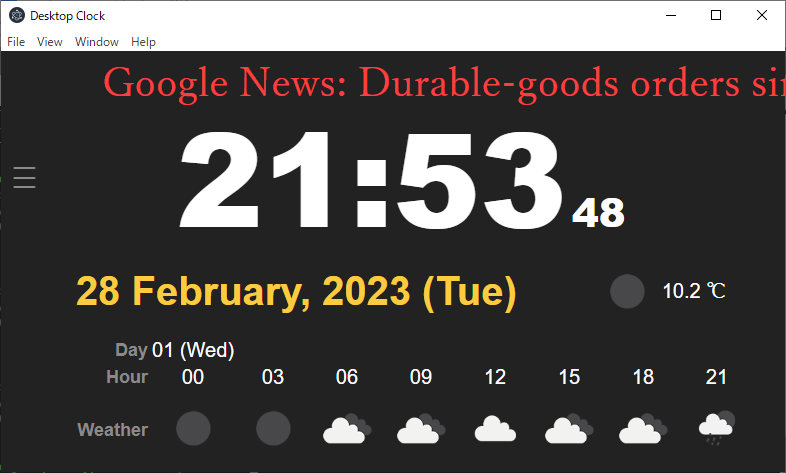 Desktop Clock
File View Window Help
Google News: Durable-goods orders
21:53 48
28 February, 2023 (Tue) 10.2 ℃
Day 01 (Wed)
Hour 00 03 06 09 12 15 18 21
Weather